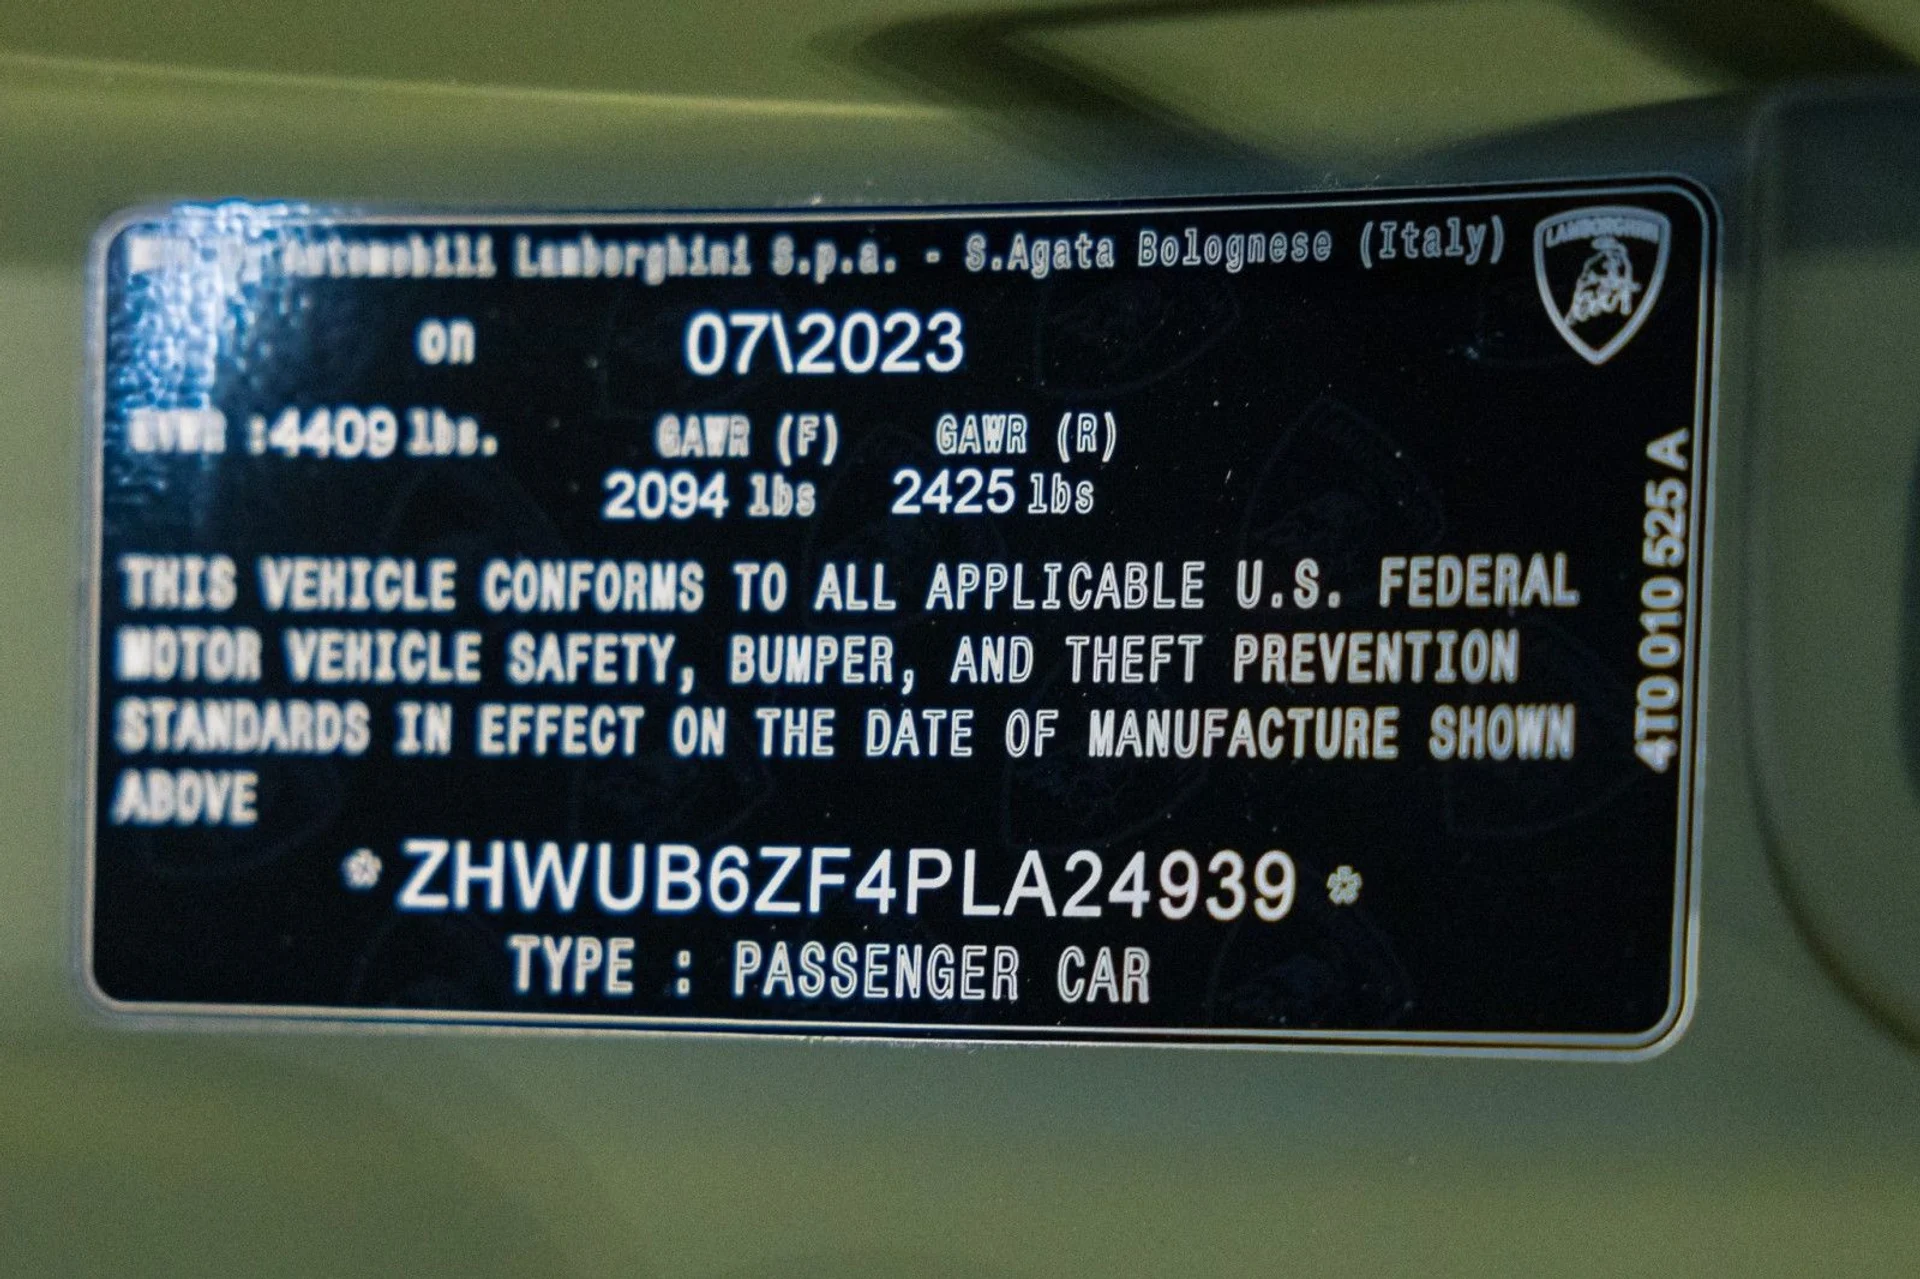 Automobili Lamborghini S.p.a. - S.Agata Bolognese (Italy)
LAMBORGHINI
on 07\2023
GVWR :4409 lbs. GAWR (F) GAWR (R)
2094 lbs 2425 lbs
THIS VEHICLE CONFORMS TO ALL APPLICABLE U.S. FEDERAL
MOTOR VEHICLE SAFETY, BUMPER, AND THEFT PREVENTION
STANDARDS IN EFFECT ON THE DATE OF MANUFACTURE SHOWN
ABOVE
* ZHWUB6ZF4PLA24939 *
TYPE : PASSENGER CAR
4T0 010 525 A